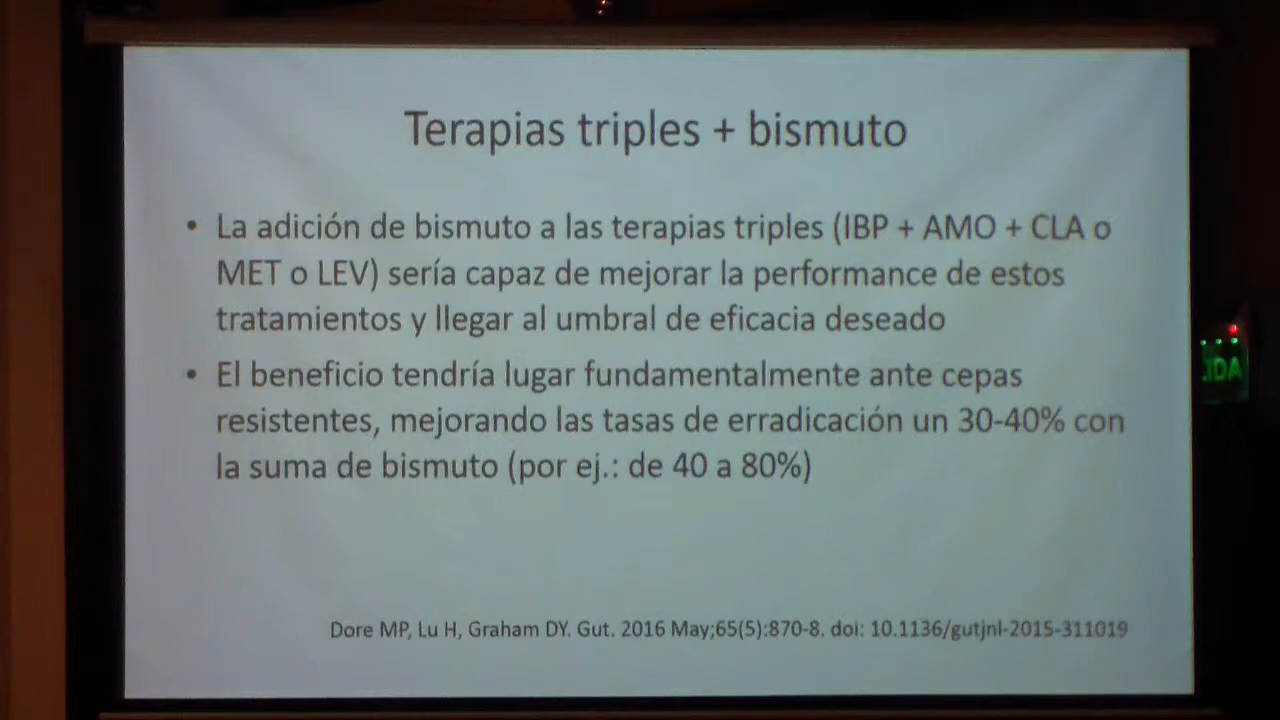 Terapias triples + bismuto
• La adición de bismuto a las terapias triples (IBP + AMO + CLA o
MET o LEV) sería capaz de mejorar la performance de estos
tratamientos y llegar al umbral de eficacia deseado
• El beneficio tendría lugar fundamentalmente ante cepas
resistentes, mejorando las tasas de erradicación un 30-40% con
la suma de bismuto (por ej.: de 40 a 80%)
Dore MP, Lu H, Graham DY. Gut. 2016 May;65(5):870-8. doi: 10.1136/gutjnl-2015-311019
IDA